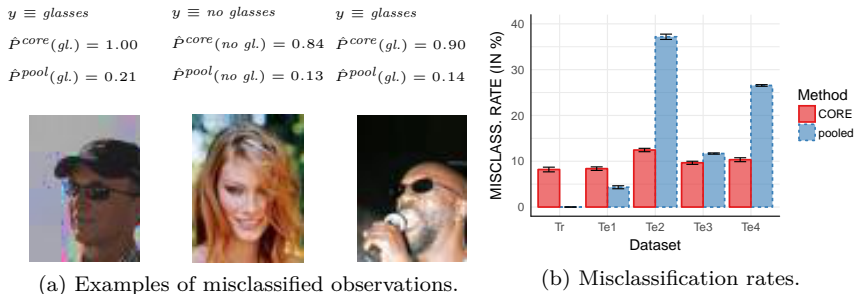 y ≡ glasses
P̂ᶜᵒʳᵉ(gl.) = 1.00
P̂ᵖᵒᵒˡ(gl.) = 0.21
y ≡ no glasses
P̂ᶜᵒʳᵉ(no gl.) = 0.84
P̂ᵖᵒᵒˡ(no gl.) = 0.13
y ≡ glasses
P̂ᶜᵒʳᵉ(gl.) = 0.90
P̂ᵖᵒᵒˡ(gl.) = 0.14
(a) Examples of misclassified observations.
MISCLASS. RATE (IN %)
40
30
20
10
0
Tr Te1 Te2 Te3 Te4
Dataset
Method
CORE
pooled
(b) Misclassification rates.